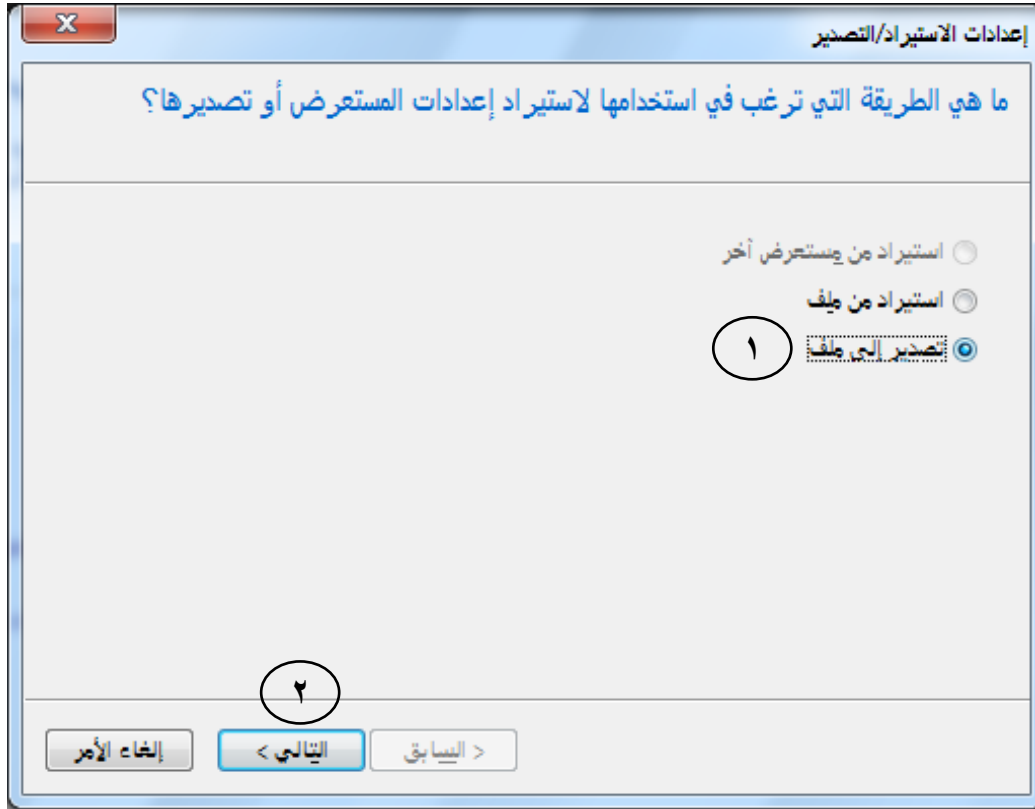 إعدادات الاستيراد/التصدير
ما هي الطريقة التي ترغب في استخدامها لاستيراد إعدادات المستعرض أو تصديرها؟
استيراد من مستعرض آخر
استيراد من ملف
تصدير إلى ملف ١
٢
< السابق التالي > إلغاء الأمر